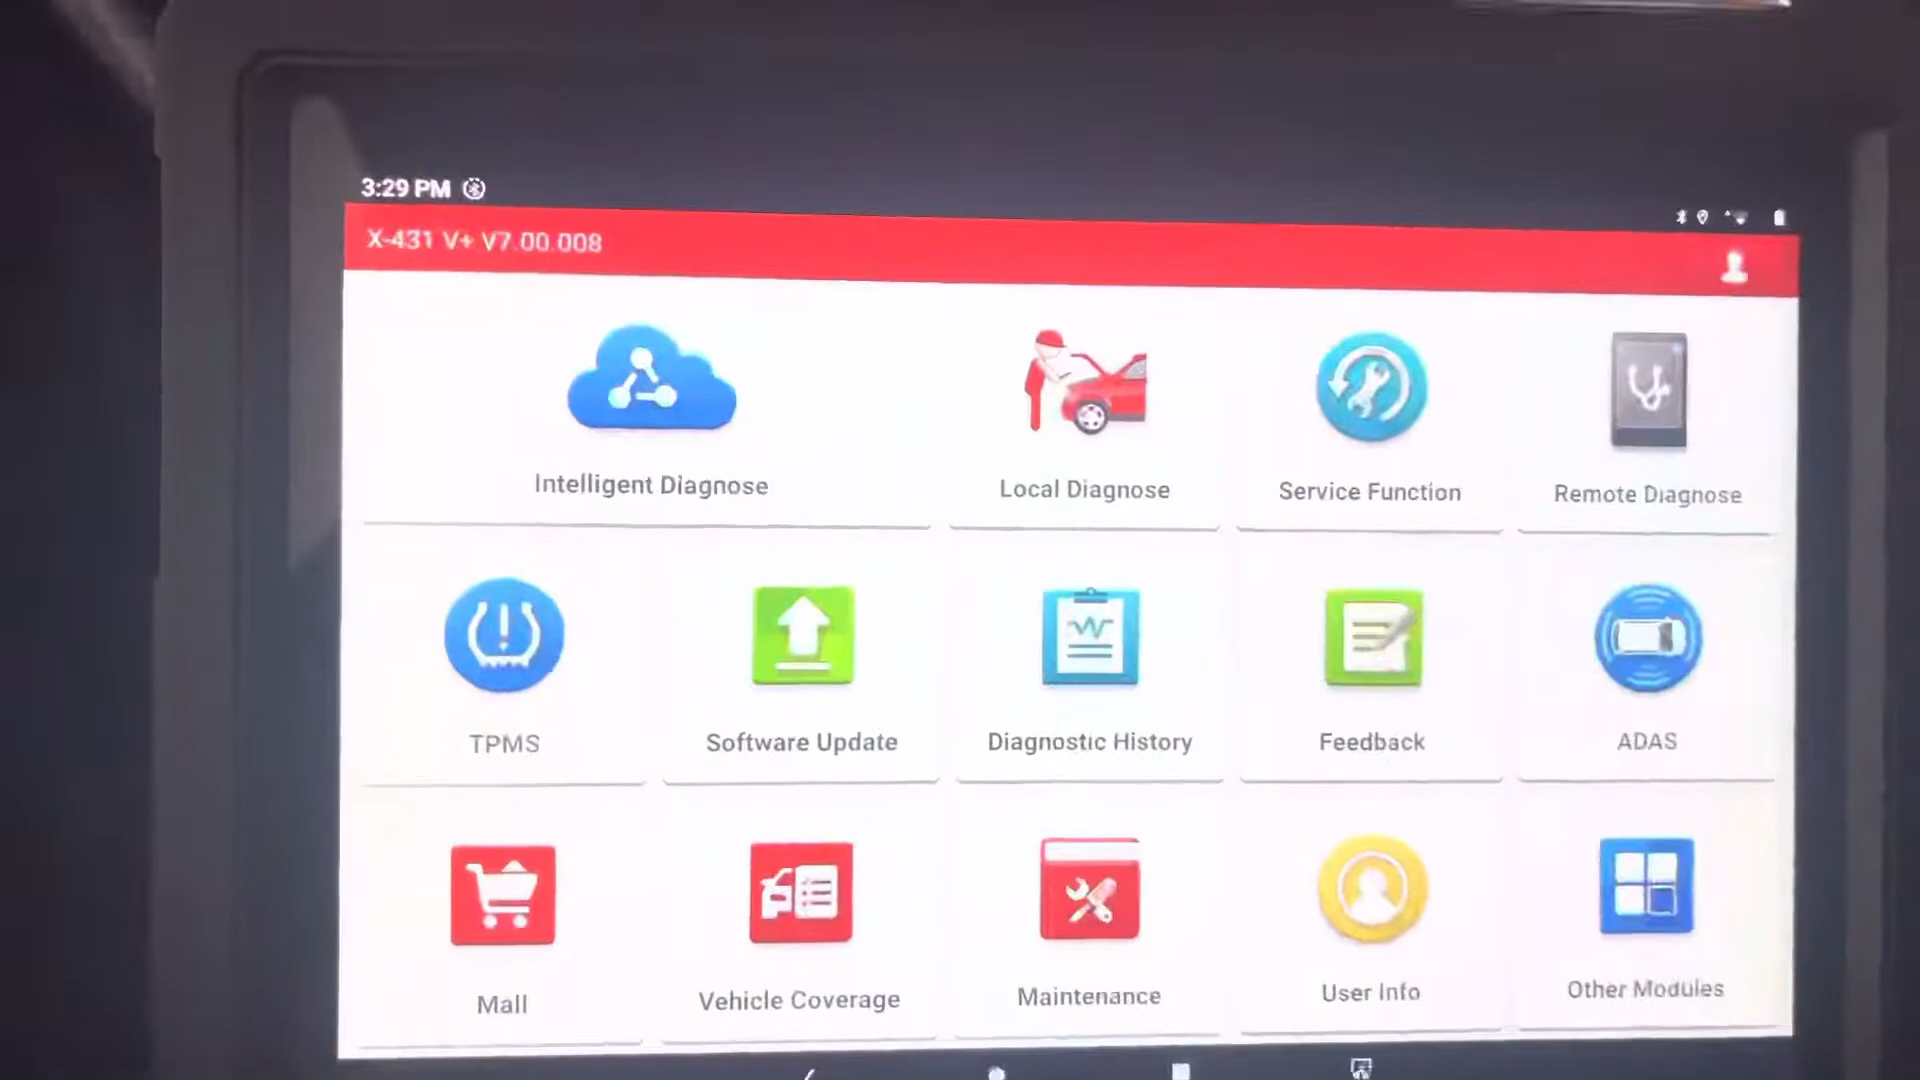 3:29 PM
X-431 V+ V7.00.008
Intelligent Diagnose
Local Diagnose
Service Function
Remote Diagnose
TPMS
Software Update
Diagnostic History
Feedback
ADAS
Mall
Vehicle Coverage
Maintenance
User Info
Other Modules